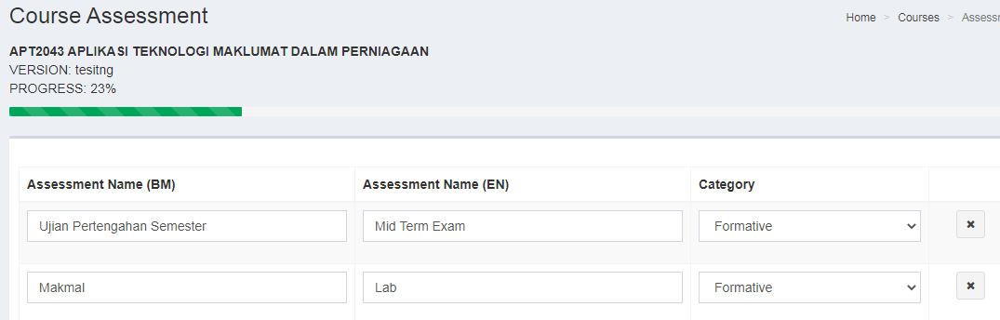 Course Assessment
Home > Courses >
APT2043 APLIKASI TEKNOLOGI MAKLUMAT DALAM PERNIAGAAN
VERSION: tesitng
PROGRESS: 23%
Assessment Name (BM) Assessment Name (EN) Category
Ujian Pertengahan Semester Mid Term Exam Formative
Makmal Lab Formative